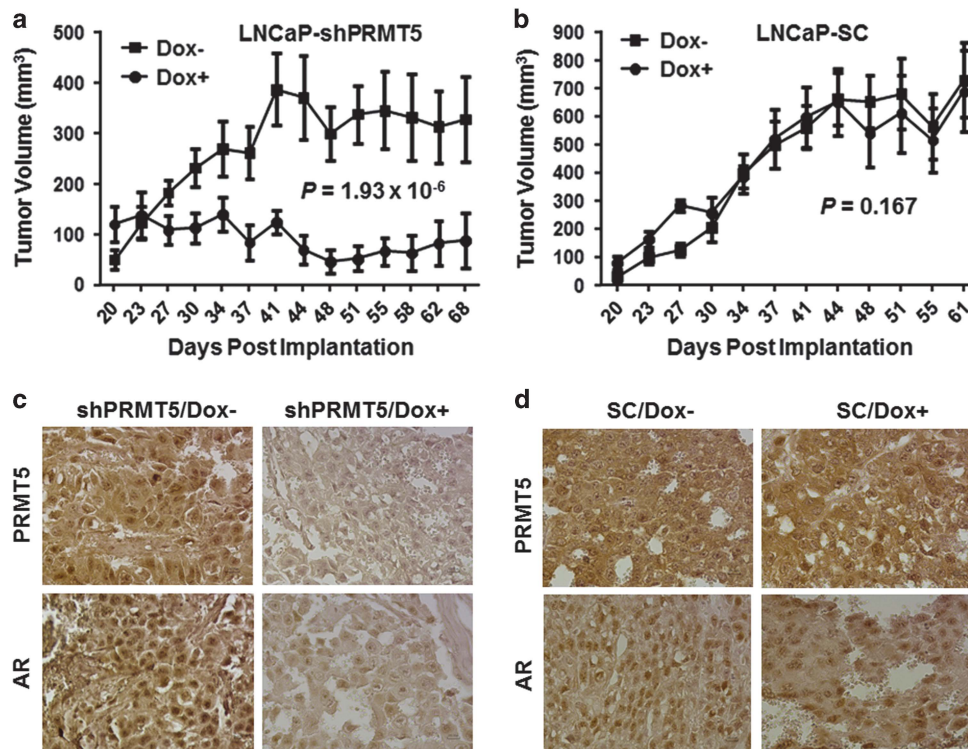 a
LNCaP-shPRMT5
Dox-
Dox+
P = 1.93 x 10-6
Tumor Volume (mm3)
500
400
300
200
100
0
20 23 27 30 34 37 41 44 48 51 55 58 62 68
Days Post Implantation
b
LNCaP-SC
Dox-
Dox+
P = 0.167
Tumor Volume (mm3)
900
800
700
600
500
400
300
200
100
0
20 23 27 30 34 37 41 44 48 51 55 61
Days Post Implantation
c
shPRMT5/Dox- shPRMT5/Dox+
PRMT5
AR
d
SC/Dox- SC/Dox+
PRMT5
AR